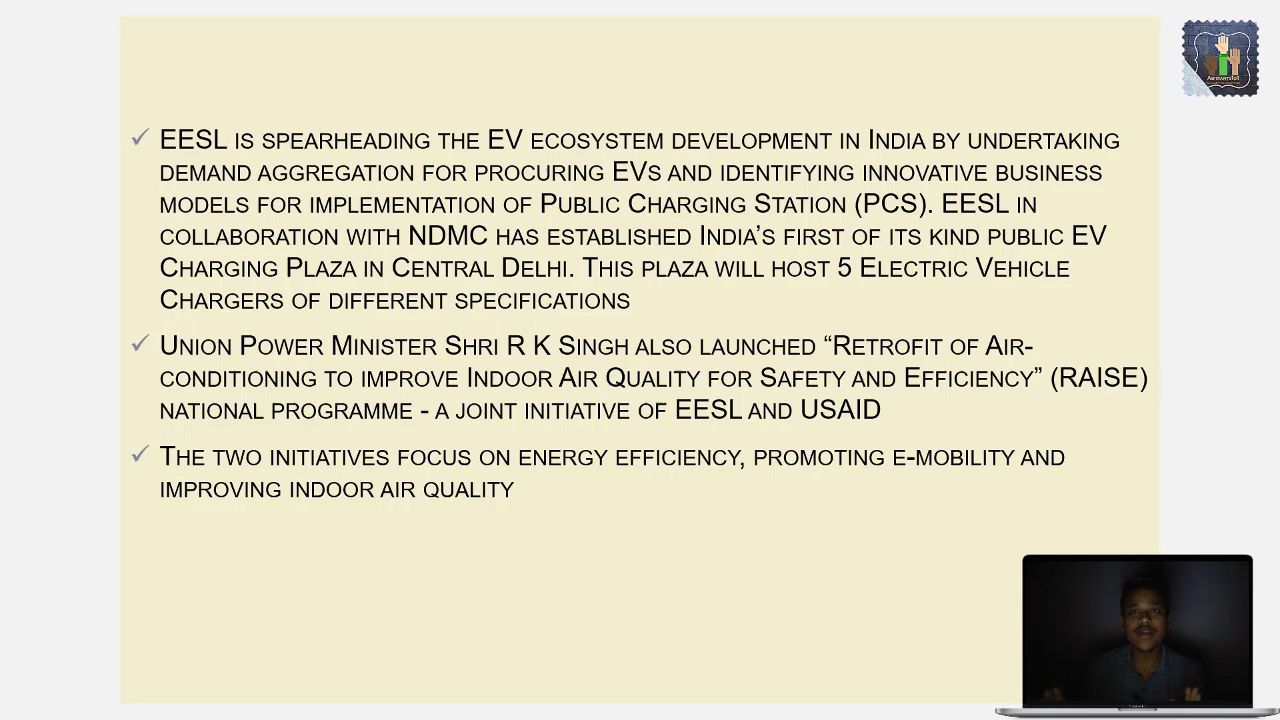 EESL IS SPEARHEADING THE EV ECOSYSTEM DEVELOPMENT IN INDIA BY UNDERTAKING
DEMAND AGGREGATION FOR PROCURING EVS AND IDENTIFYING INNOVATIVE BUSINESS
MODELS FOR IMPLEMENTATION OF PUBLIC CHARGING STATION (PCS). EESL IN
COLLABORATION WITH NDMC HAS ESTABLISHED INDIA’S FIRST OF ITS KIND PUBLIC EV
CHARGING PLAZA IN CENTRAL DELHI. THIS PLAZA WILL HOST 5 ELECTRIC VEHICLE
CHARGERS OF DIFFERENT SPECIFICATIONS
UNION POWER MINISTER SHRI R K SINGH ALSO LAUNCHED “RETROFIT OF AIR-
CONDITIONING TO IMPROVE INDOOR AIR QUALITY FOR SAFETY AND EFFICIENCY” (RAISE)
NATIONAL PROGRAMME - A JOINT INITIATIVE OF EESL AND USAID
THE TWO INITIATIVES FOCUS ON ENERGY EFFICIENCY, PROMOTING E-MOBILITY AND
IMPROVING INDOOR AIR QUALITY